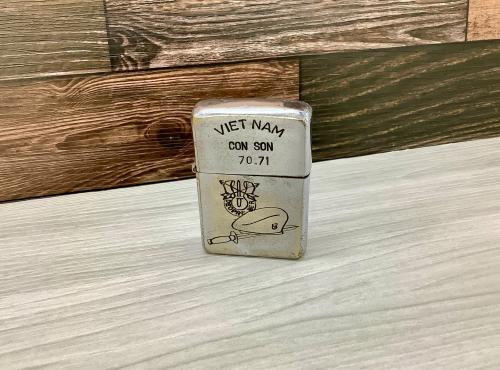 VIET NAM
CON SON
70.71